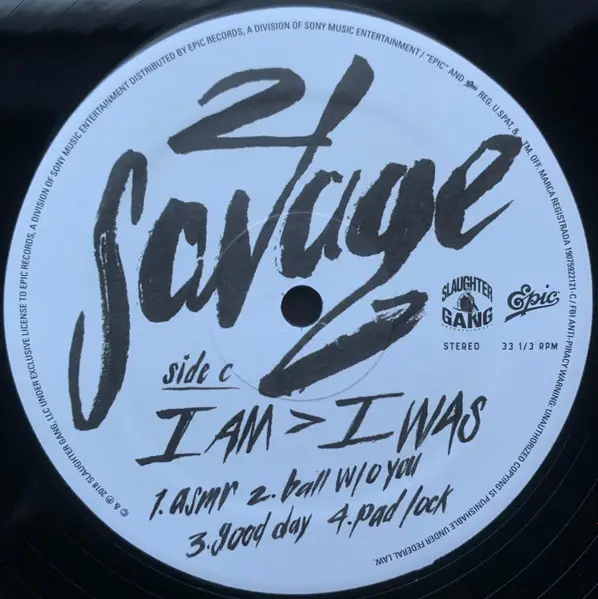 21
Savage
side c
I AM > I WAS
1. asmr 2. ball w/o you
3. good day 4. pad lock
SLAUGHTER
GANG
Epic
STEREO 33 1/3 RPM
© & ℗ 2018 SLAUGHTER GANG, LLC UNDER EXCLUSIVE LICENSE TO EPIC RECORDS, A DIVISION OF SONY MUSIC ENTERTAINMENT DISTRIBUTED BY EPIC RECORDS, A DIVISION OF SONY MUSIC ENTERTAINMENT / "EPIC" AND Epic REG. U.S. PAT. & TM. OFF. MARCA REGISTRADA 19075922121-C / FBI ANTI-PIRACY WARNING: UNAUTHORIZED COPYING IS PUNISHABLE UNDER FEDERAL LAW.